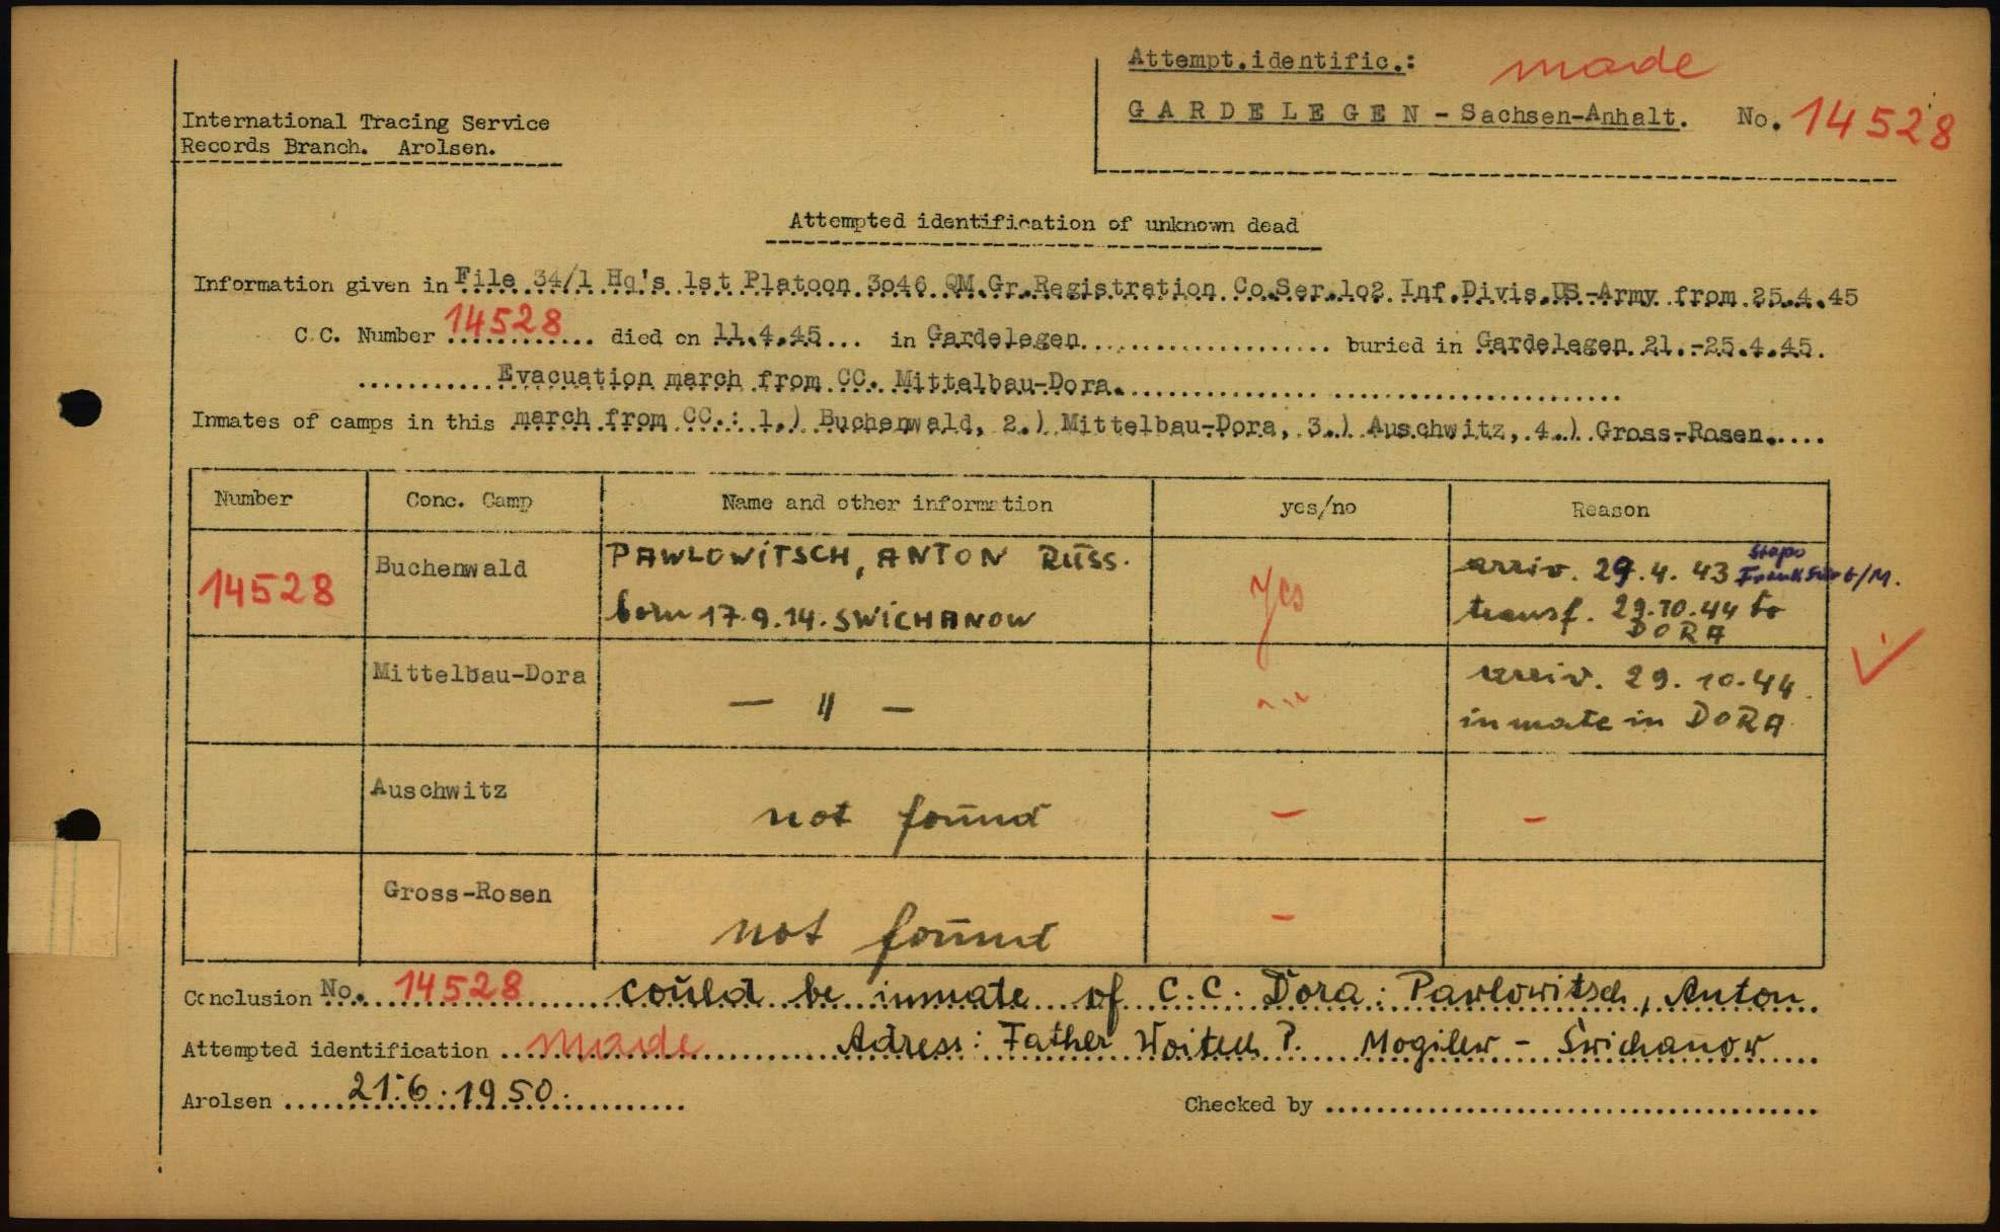 Attempt.identific.: made
GARDELEGEN - Sachsen-Anhalt. No. 14528
International Tracing Service
Records Branch. Arolsen.
Attempted identification of unknown dead
Information given in File 34/1 Hq's 1st Platoon 3o46 QM.Gr.Registration Co.Ser.1o2 Inf.Divis.US-Army from 25.4.45
C.C. Number 14528 died on 11.4.45 in Gardelegen buried in Gardelegen 21.-25.4.45.
Evacuation march from CC. Mittelbau-Dora.
Inmates of camps in this march from CC.: 1.) Buchenwald, 2.) Mittelbau-Dora, 3.) Auschwitz, 4.) Gross-Rosen.
Number Conc. Camp Name and other information yes/no Reason
14528 Buchenwald PAWLOWITSCH, ANTON RUSS. yes arriv. 29.4.43 Stapo Frankfurt/M.
born 17.9.14. SWICHANOW transf. 29.10.44 to DORA
Mittelbau-Dora — " — arriv. 29.10.44.
inmate in DORA
Auschwitz not found — —
Gross-Rosen not found —
Conclusion No. 14528 could be inmate of C.C. Dora: Pawlowitsch, Anton.
Attempted identification made Adress: Father Woitech P. Mogilew - Swichanow
Arolsen 21.6.1950. Checked by